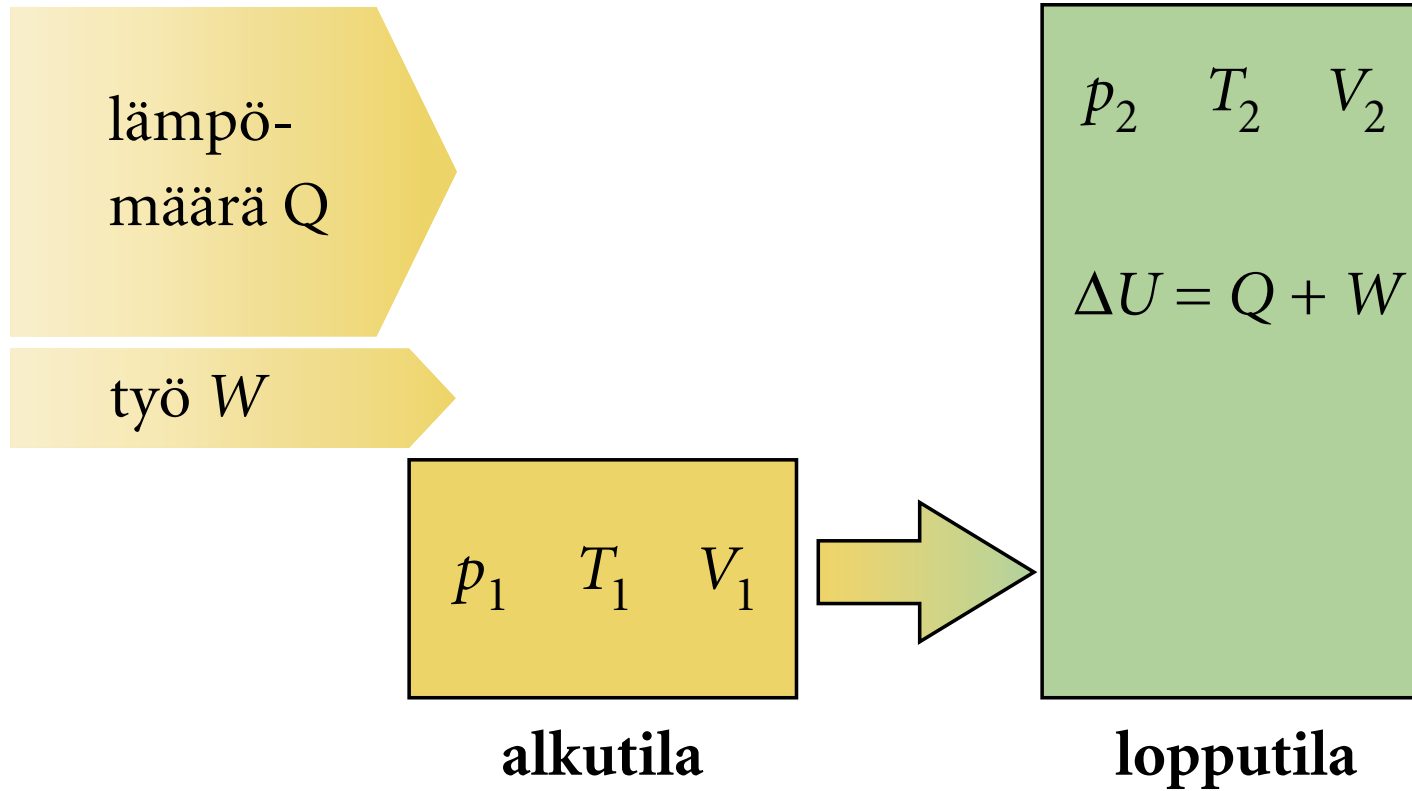 lämpö-
määrä Q
työ W
p₁ T₁ V₁
alkutila
p₂ T₂ V₂
ΔU = Q + W
lopputila